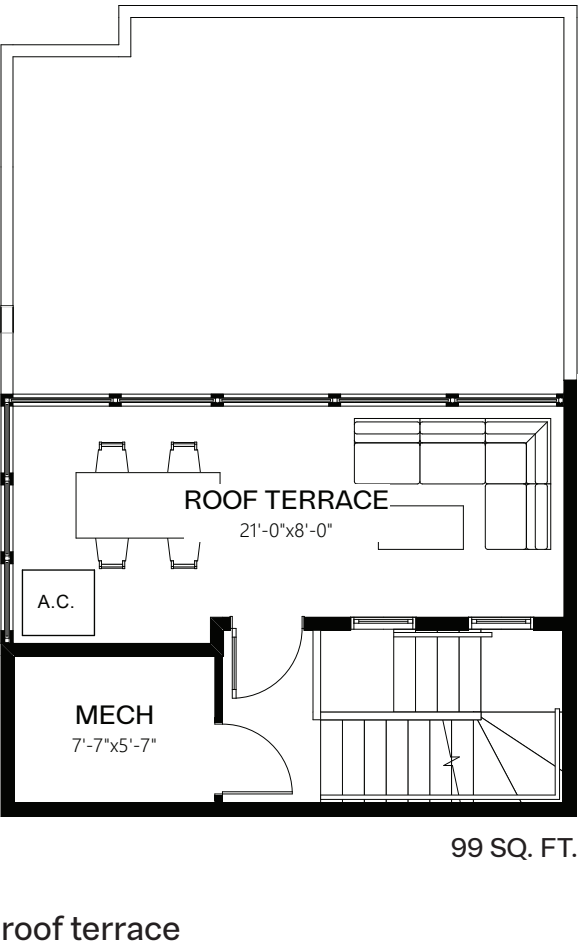 ROOF TERRACE
21'-0"x8'-0"
A.C.
MECH
7'-7"x5'-7"
99 SQ. FT.
roof terrace